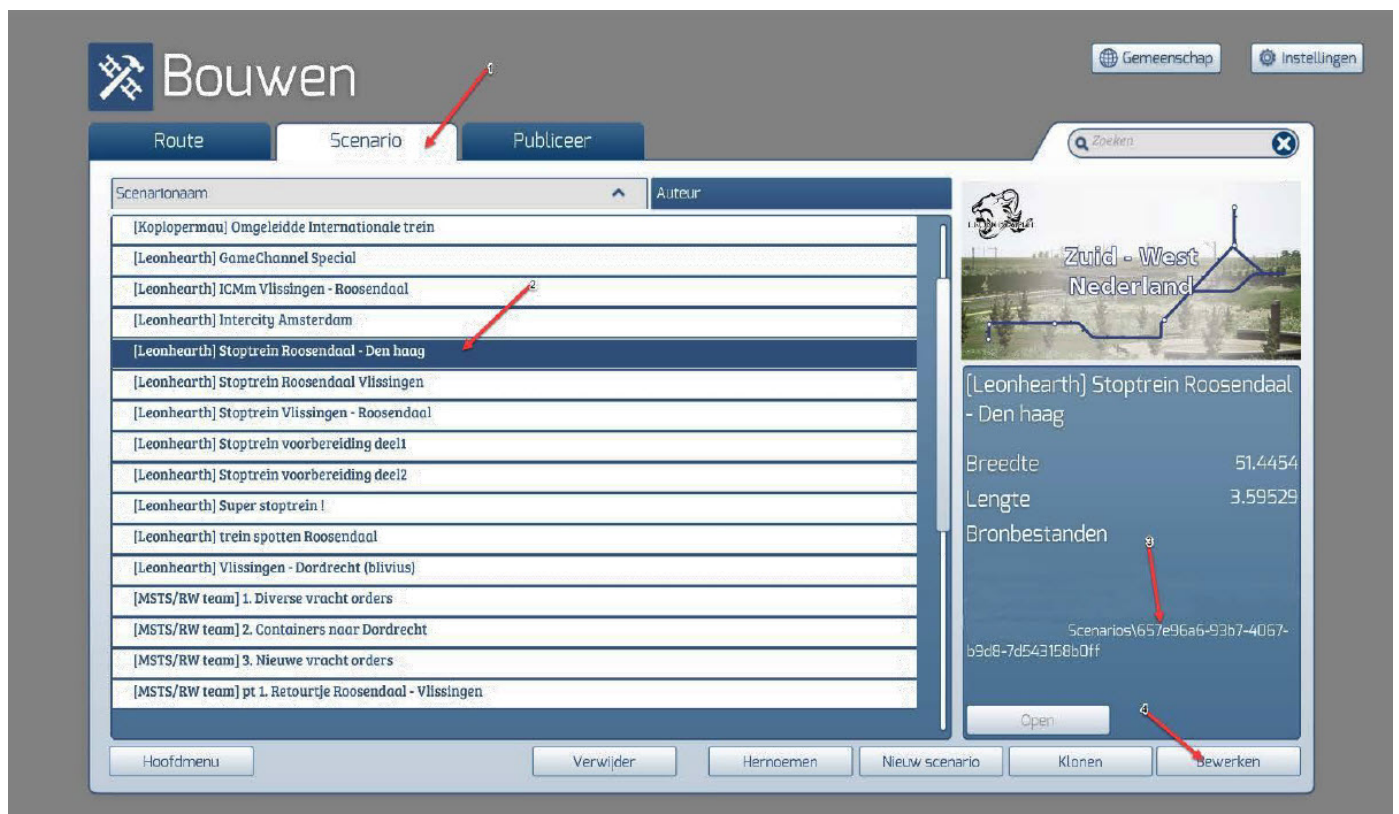 Bouwen
1
Gemeenschap
Instellingen
Route
Scenario
Publiceer
Zoeken
Scenarionaam
Auteur
[Koplopermau] Omgeleidde Internationale trein
[Leonhearth] GameChannel Special
[Leonhearth] ICMm Vlissingen - Roosendaal
2
[Leonhearth] Intercity Amsterdam
[Leonhearth] Stoptrein Roosendaal - Den haag
[Leonhearth] Stoptrein Roosendaal Vlissingen
[Leonhearth] Stoptrein Vlissingen - Roosendaal
[Leonhearth] Stoptrein voorbereiding deel1
[Leonhearth] Stoptrein voorbereiding deel2
[Leonhearth] Super stoptrein !
[Leonhearth] trein spotten Roosendaal
[Leonhearth] Vlissingen - Dordrecht (blivius)
[MSTS/RW team] 1. Diverse vracht orders
[MSTS/RW team] 2. Containers naar Dordrecht
[MSTS/RW team] 3. Nieuwe vracht orders
[MSTS/RW team] pt 1. Retourtje Roosendaal - Vlissingen
Zuid - West
Nederland
[Leonhearth] Stoptrein Roosendaal
- Den haag
Breedte 51.4454
Lengte 3.59529
Bronbestanden
3
Scenarios\657e96a6-93b7-4067-
b9d8-7d543158b0ff
Open
4
Hoofdmenu
Verwijder
Hernoemen
Nieuw scenario
Klonen
Bewerken